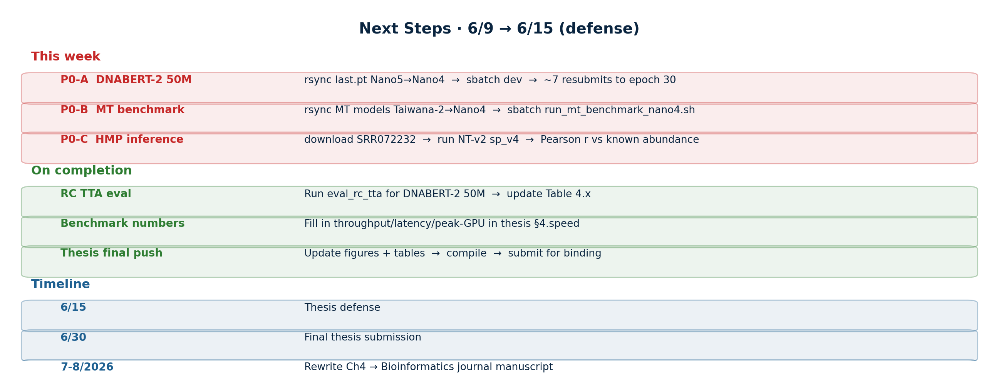 Next Steps · 6/9 → 6/15 (defense)
This week
P0-A  DNABERT-2 50M  rsync last.pt Nano5→Nano4  →  sbatch dev  →  ~7 resubmits to epoch 30
P0-B  MT benchmark  rsync MT models Taiwana-2→Nano4  →  sbatch run_mt_benchmark_nano4.sh
P0-C  HMP inference  download SRR072232  →  run NT-v2 sp_v4  →  Pearson r vs known abundance
On completion
RC TTA eval  Run eval_rc_tta for DNABERT-2 50M  →  update Table 4.x
Benchmark numbers  Fill in throughput/latency/peak-GPU in thesis §4.speed
Thesis final push  Update figures + tables  →  compile  →  submit for binding
Timeline
6/15  Thesis defense
6/30  Final thesis submission
7-8/2026  Rewrite Ch4 → Bioinformatics journal manuscript